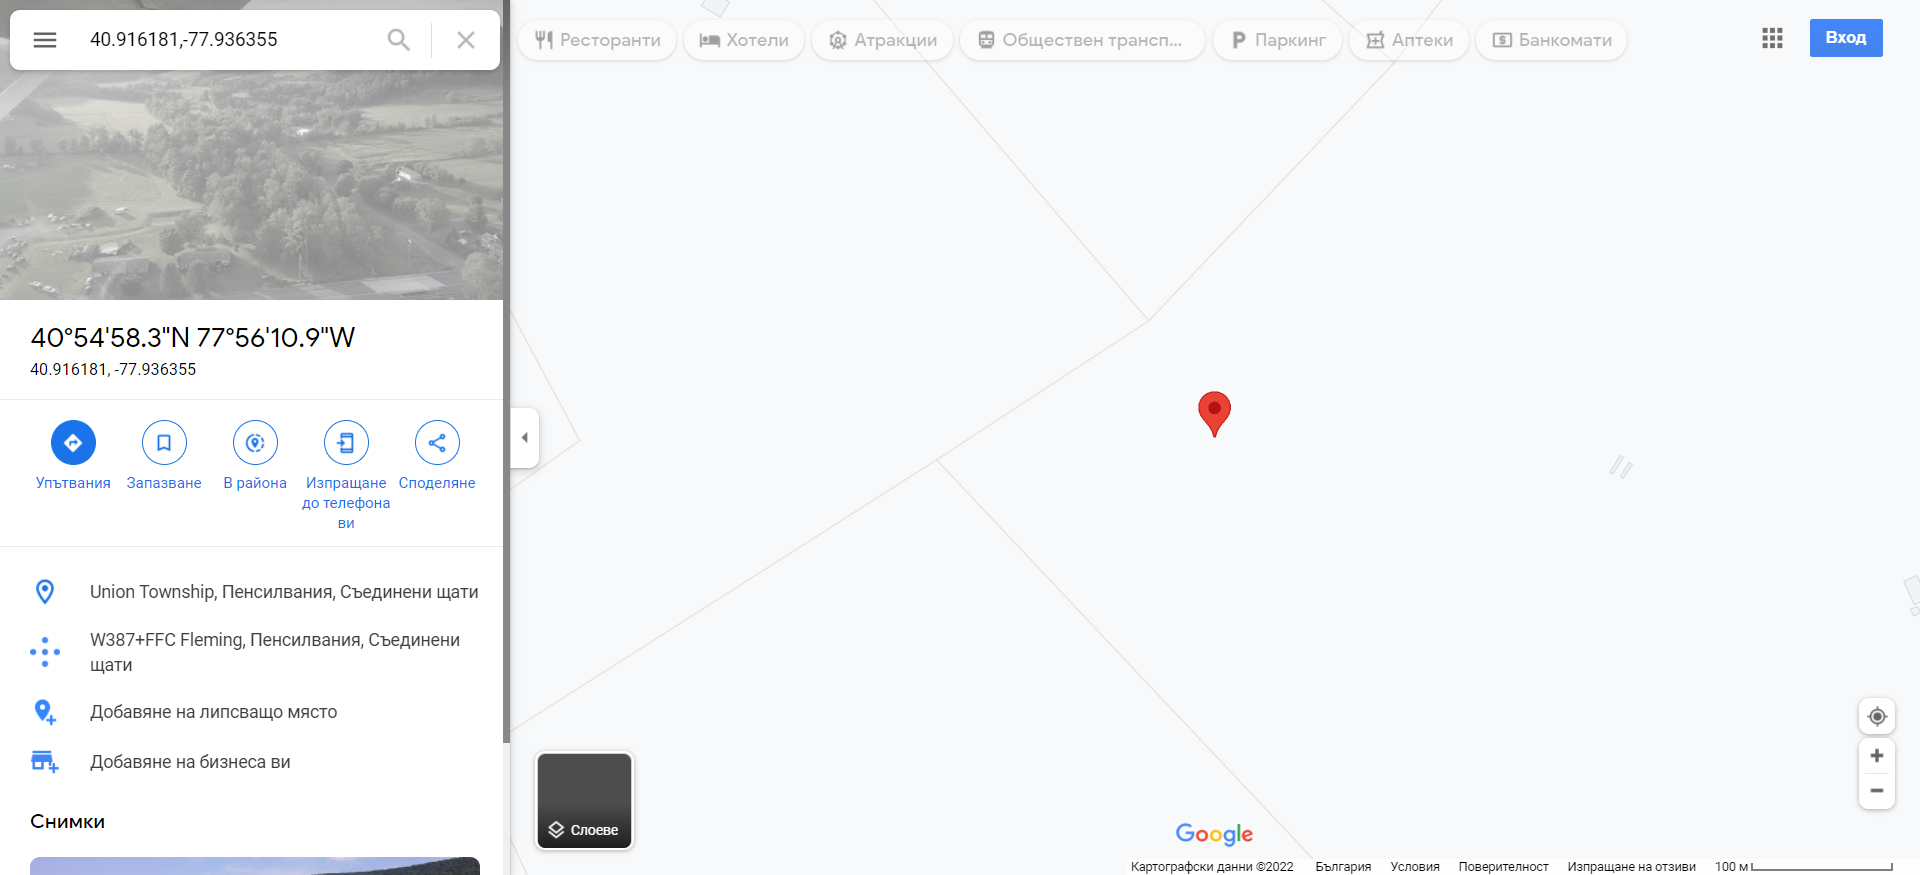 40.916181,-77.936355
Ресторанти
Хотели
Атракции
Обществен трансп...
Паркинг
Аптеки
Банкомати
Вход
40°54'58.3"N 77°56'10.9"W
40.916181, -77.936355
Упътвания
Запазване
В района
Изпращане
до телефона
ви
Споделяне
Union Township, Пенсилвания, Съединени щати
W387+FFC Fleming, Пенсилвания, Съединени
щати
Добавяне на липсващо място
Добавяне на бизнеса ви
Снимки
Слоеве
Google
Картографски данни ©2022 България Условия Поверителност Изпращане на отзиви 100 м